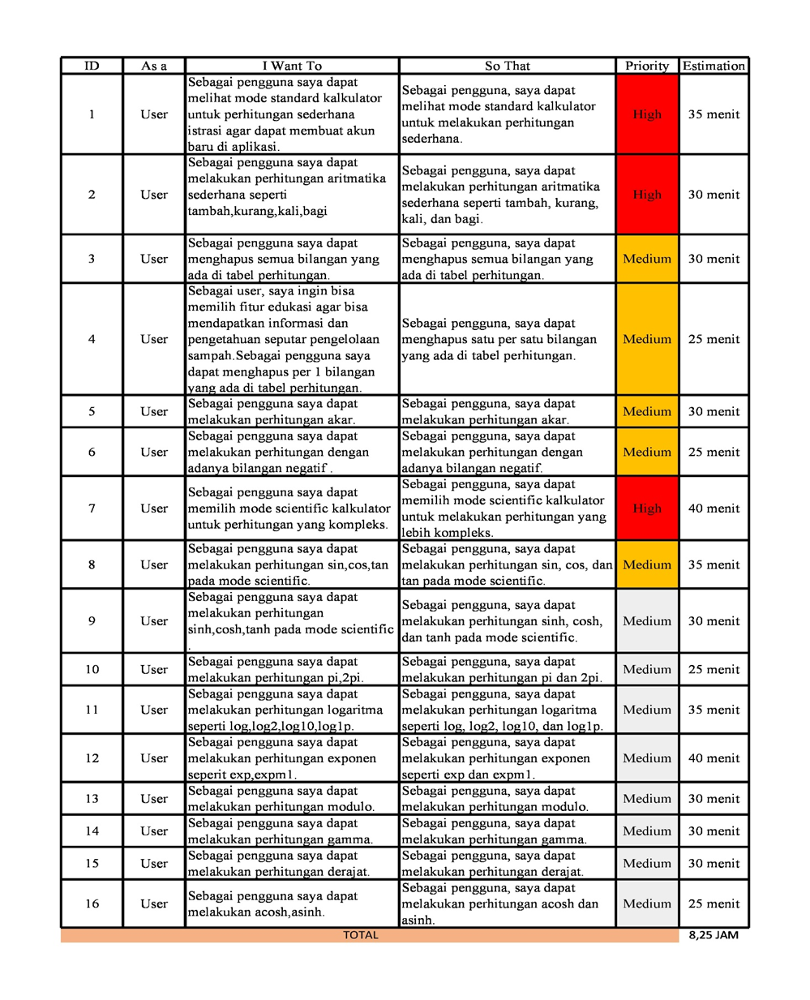 ID As a I Want To So That Priority Estimation
1 User
Sebagai pengguna saya dapat
melihat mode standard kalkulator
untuk perhitungan sederhana
istrasi agar dapat membuat akun
baru di aplikasi.
Sebagai pengguna, saya dapat
melihat mode standard kalkulator
untuk melakukan perhitungan
sederhana.
High 35 menit
2 User
Sebagai pengguna saya dapat
melakukan perhitungan aritmatika
sederhana seperti
tambah,kurang,kali,bagi
Sebagai pengguna, saya dapat
melakukan perhitungan aritmatika
sederhana seperti tambah, kurang,
kali, dan bagi.
High 30 menit
3 User
Sebagai pengguna saya dapat
menghapus semua bilangan yang
ada di tabel perhitungan.
Sebagai pengguna, saya dapat
menghapus semua bilangan yang
ada di tabel perhitungan.
Medium 30 menit
4 User
Sebagai user, saya ingin bisa
memilih fitur edukasi agar bisa
mendapatkan informasi dan
pengetahuan seputar pengelolaan
sampah.Sebagai pengguna saya
dapat menghapus per 1 bilangan
yang ada di tabel perhitungan.
Sebagai pengguna, saya dapat
menghapus satu per satu bilangan
yang ada di tabel perhitungan.
Medium 25 menit
5 User
Sebagai pengguna saya dapat
melakukan perhitungan akar.
Sebagai pengguna, saya dapat
melakukan perhitungan akar.
Medium 30 menit
6 User
Sebagai pengguna saya dapat
melakukan perhitungan dengan
adanya bilangan negatif .
Sebagai pengguna, saya dapat
melakukan perhitungan dengan
adanya bilangan negatif.
Medium 25 menit
7 User
Sebagai pengguna saya dapat
memilih mode scientific kalkulator
untuk perhitungan yang kompleks.
Sebagai pengguna, saya dapat
memilih mode scientific kalkulator
untuk melakukan perhitungan yang
lebih kompleks.
High 40 menit
8 User
Sebagai pengguna saya dapat
melakukan perhitungan sin,cos,tan
pada mode scientific.
Sebagai pengguna, saya dapat
melakukan perhitungan sin, cos, dan
tan pada mode scientific.
Medium 35 menit
9 User
Sebagai pengguna saya dapat
melakukan perhitungan
sinh,cosh,tanh pada mode scientific
.
Sebagai pengguna, saya dapat
melakukan perhitungan sinh, cosh,
dan tanh pada mode scientific.
Medium 30 menit
10 User
Sebagai pengguna saya dapat
melakukan perhitungan pi,2pi.
Sebagai pengguna, saya dapat
melakukan perhitungan pi dan 2pi.
Medium 25 menit
11 User
Sebagai pengguna saya dapat
melakukan perhitungan logaritma
seperti log,log2,log10,log1p.
Sebagai pengguna, saya dapat
melakukan perhitungan logaritma
seperti log, log2, log10, dan log1p.
Medium 35 menit
12 User
Sebagai pengguna saya dapat
melakukan perhitungan exponen
seperit exp,expm1.
Sebagai pengguna, saya dapat
melakukan perhitungan exponen
seperti exp dan expm1.
Medium 40 menit
13 User
Sebagai pengguna saya dapat
melakukan perhitungan modulo.
Sebagai pengguna, saya dapat
melakukan perhitungan modulo.
Medium 30 menit
14 User
Sebagai pengguna saya dapat
melakukan perhitungan gamma.
Sebagai pengguna, saya dapat
melakukan perhitungan gamma.
Medium 30 menit
15 User
Sebagai pengguna saya dapat
melakukan perhitungan derajat.
Sebagai pengguna, saya dapat
melakukan perhitungan derajat.
Medium 30 menit
16 User
Sebagai pengguna saya dapat
melakukan acosh,asinh.
Sebagai pengguna, saya dapat
melakukan perhitungan acosh dan
asinh.
Medium 25 menit
TOTAL 8,25 JAM